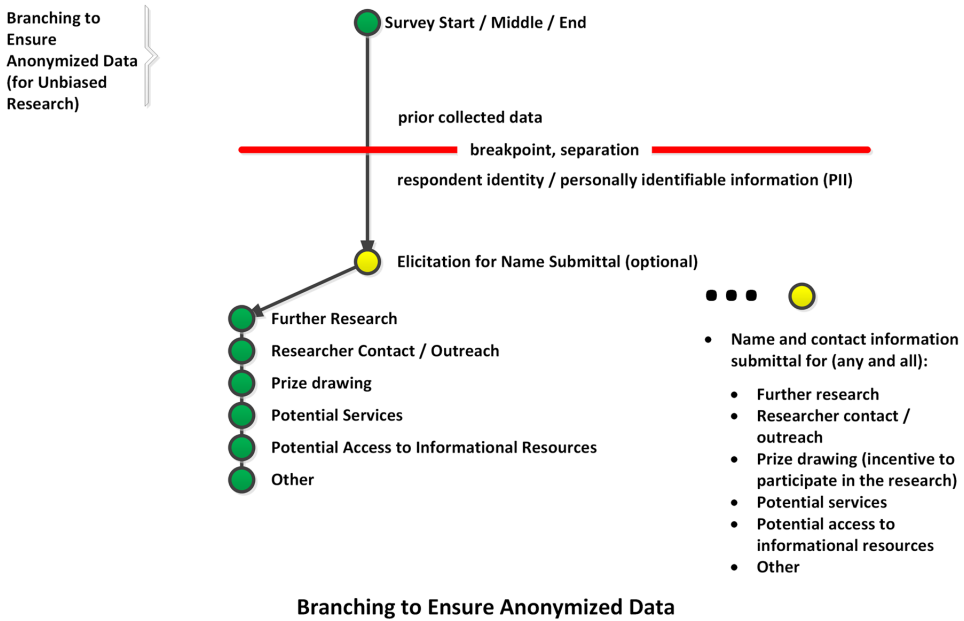 Branching to
Ensure
Anonymized Data
(for Unbiased
Research)
Survey Start / Middle / End
prior collected data
breakpoint, separation
respondent identity / personally identifiable information (PII)
Elicitation for Name Submittal (optional)
Further Research
Researcher Contact / Outreach
Prize drawing
Potential Services
Potential Access to Informational Resources
Other
• Name and contact information
submittal for (any and all):
• Further research
• Researcher contact /
outreach
• Prize drawing (incentive to
participate in the research)
• Potential services
• Potential access to
informational resources
• Other
Branching to Ensure Anonymized Data